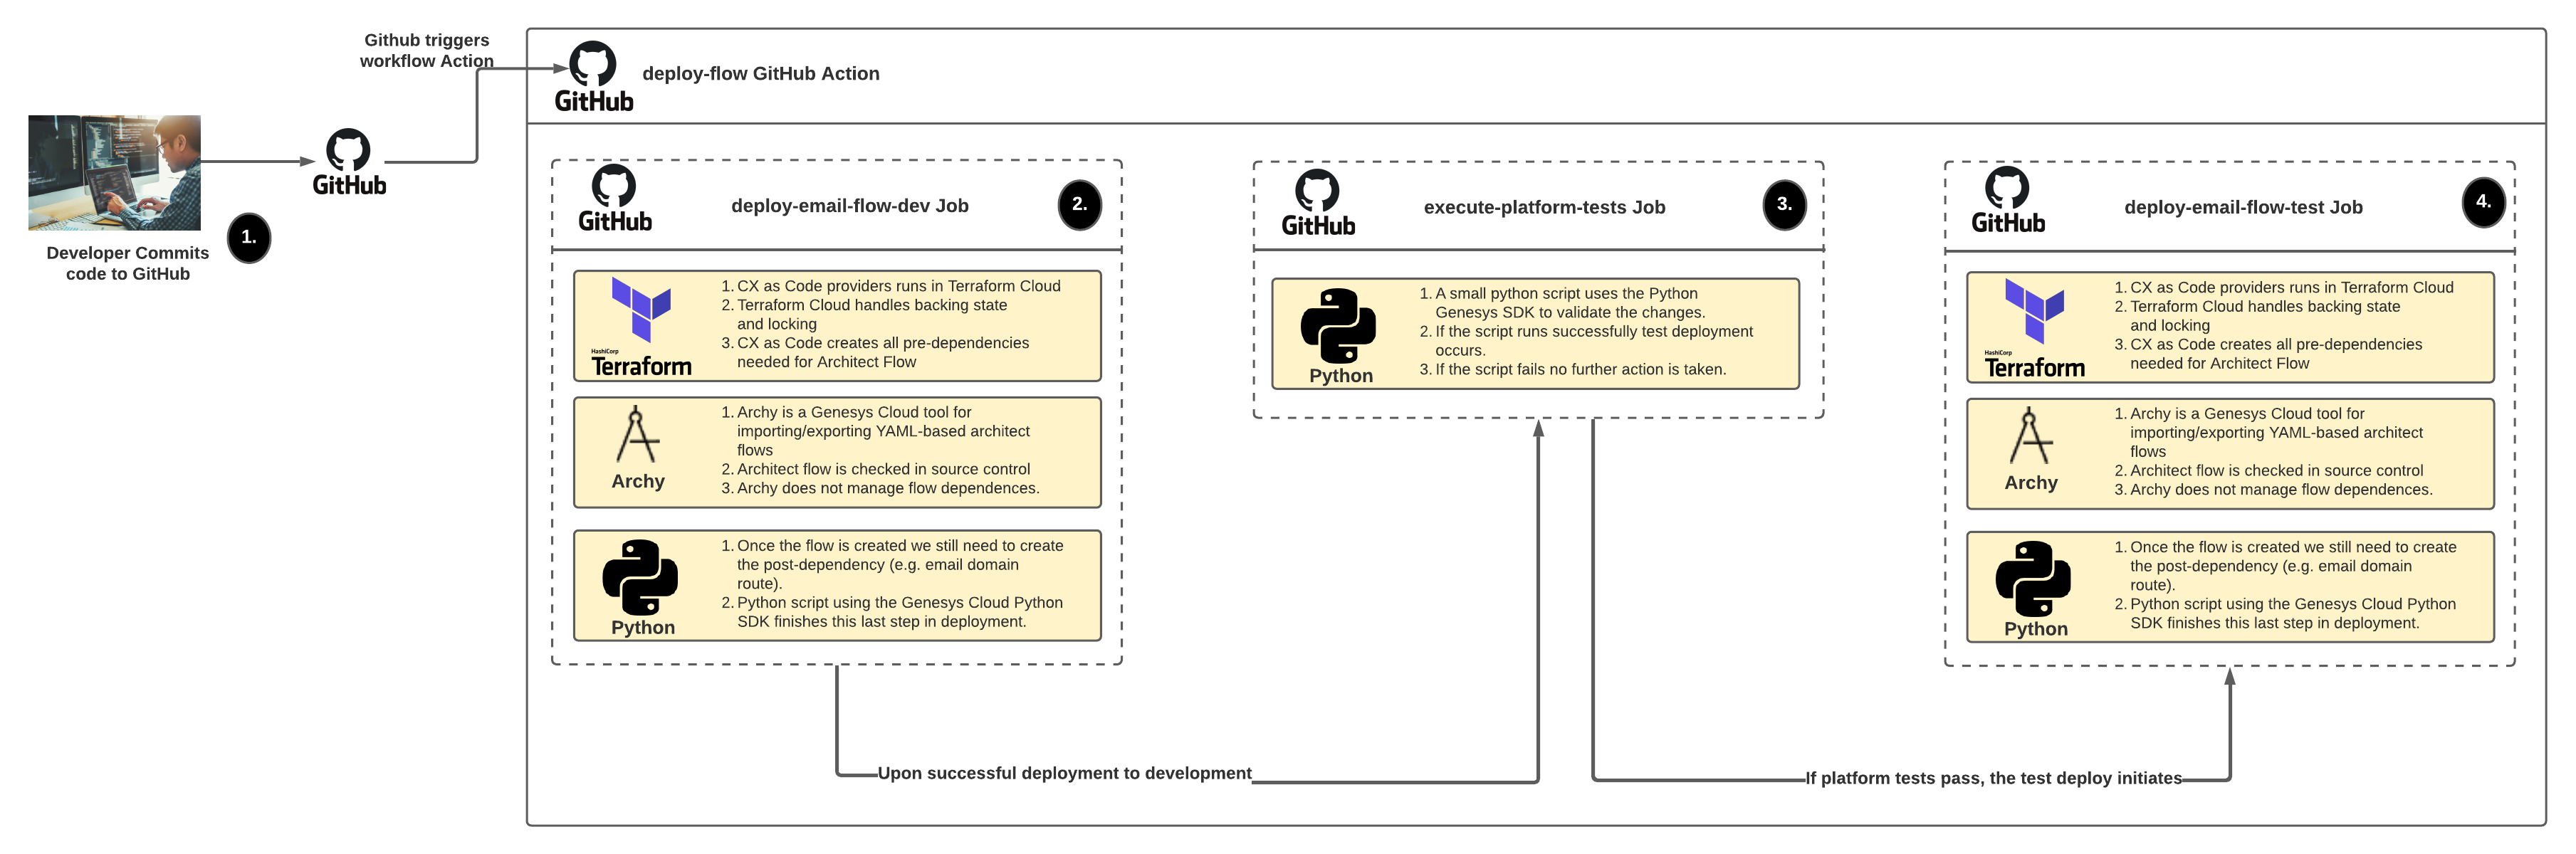 Github triggers
workflow Action
GitHub
deploy-flow GitHub Action
GitHub
Developer Commits
code to GitHub
1.
GitHub
deploy-email-flow-dev Job
2.
HashiCorp
Terraform
1. CX as Code providers runs in Terraform Cloud
2. Terraform Cloud handles backing state
and locking
3. CX as Code creates all pre-dependencies
needed for Architect Flow
Archy
1. Archy is a Genesys Cloud tool for
importing/exporting YAML-based architect
flows
2. Architect flow is checked in source control
3. Archy does not manage flow dependences.
Python
1. Once the flow is created we still need to create
the post-dependency (e.g. email domain
route).
2. Python script using the Genesys Cloud Python
SDK finishes this last step in deployment.
Upon successful deployment to development
GitHub
execute-platform-tests Job
3.
Python
1. A small python script uses the Python
Genesys SDK to validate the changes.
2. If the script runs successfully test deployment
occurs.
3. If the script fails no further action is taken.
If platform tests pass, the test deploy initiates
GitHub
deploy-email-flow-test Job
4.
HashiCorp
Terraform
1. CX as Code providers runs in Terraform Cloud
2. Terraform Cloud handles backing state
and locking
3. CX as Code creates all pre-dependencies
needed for Architect Flow
Archy
1. Archy is a Genesys Cloud tool for
importing/exporting YAML-based architect
flows
2. Architect flow is checked in source control
3. Archy does not manage flow dependences.
Python
1. Once the flow is created we still need to create
the post-dependency (e.g. email domain
route).
2. Python script using the Genesys Cloud Python
SDK finishes this last step in deployment.